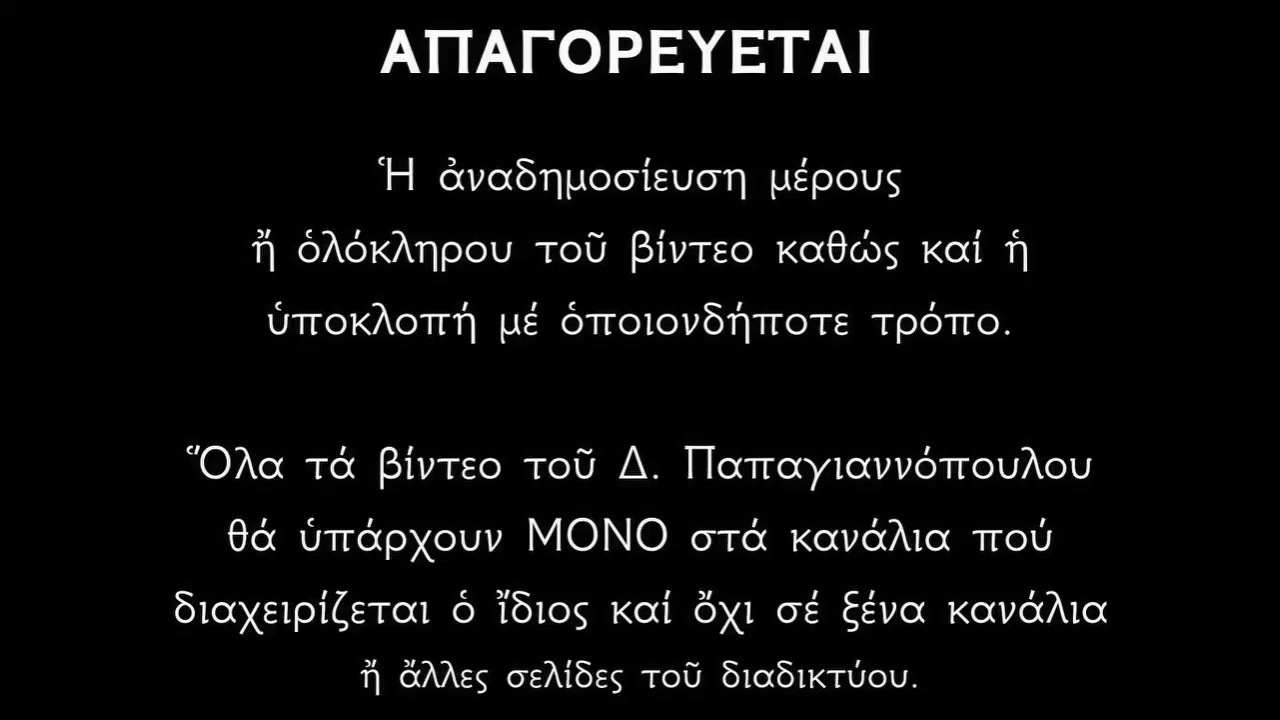 ΑΠΑΓΟΡΕΥΕΤΑΙ
Ἡ ἀναδημοσίευση μέρους
ἤ ὁλόκληρου τοῦ βίντεο καθώς καί ἡ
ὑποκλοπή μέ ὁποιονδήποτε τρόπο.
Ὅλα τά βίντεο τοῦ Δ. Παπαγιαννόπουλου
θά ὑπάρχουν ΜΟΝΟ στά κανάλια πού
διαχειρίζεται ὁ ἴδιος καί ὄχι σέ ξένα κανάλια
ἤ ἄλλες σελίδες τοῦ διαδικτύου.